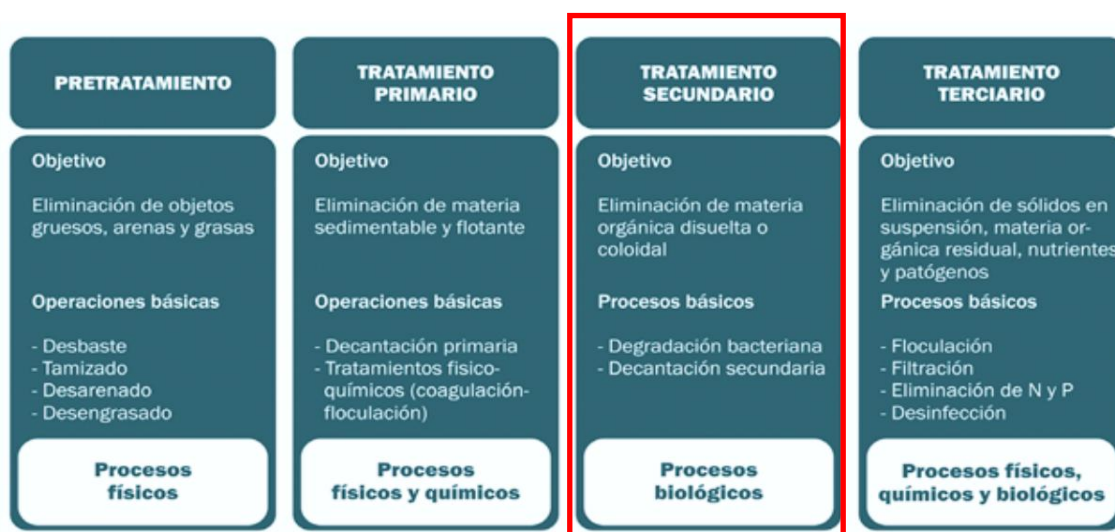 PRETRATAMIENTO
Objetivo
Eliminación de objetos
gruesos, arenas y grasas
Operaciones básicas
- Desbaste
- Tamizado
- Desarenado
- Desengrasado
Procesos
físicos
TRATAMIENTO
PRIMARIO
Objetivo
Eliminación de materia
sedimentable y flotante
Operaciones básicas
- Decantación primaria
- Tratamientos fisico-
químicos (coagulación-
floculación)
Procesos
físicos y químicos
TRATAMIENTO
SECUNDARIO
Objetivo
Eliminación de materia
orgánica disuelta o
coloidal
Procesos básicos
- Degradación bacteriana
- Decantación secundaria
Procesos
biológicos
TRATAMIENTO
TERCIARIO
Objetivo
Eliminación de sólidos en
suspensión, materia or-
gánica residual, nutrientes
y patógenos
Procesos básicos
- Floculación
- Filtración
- Eliminación de N y P
- Desinfección
Procesos físicos,
químicos y biológicos